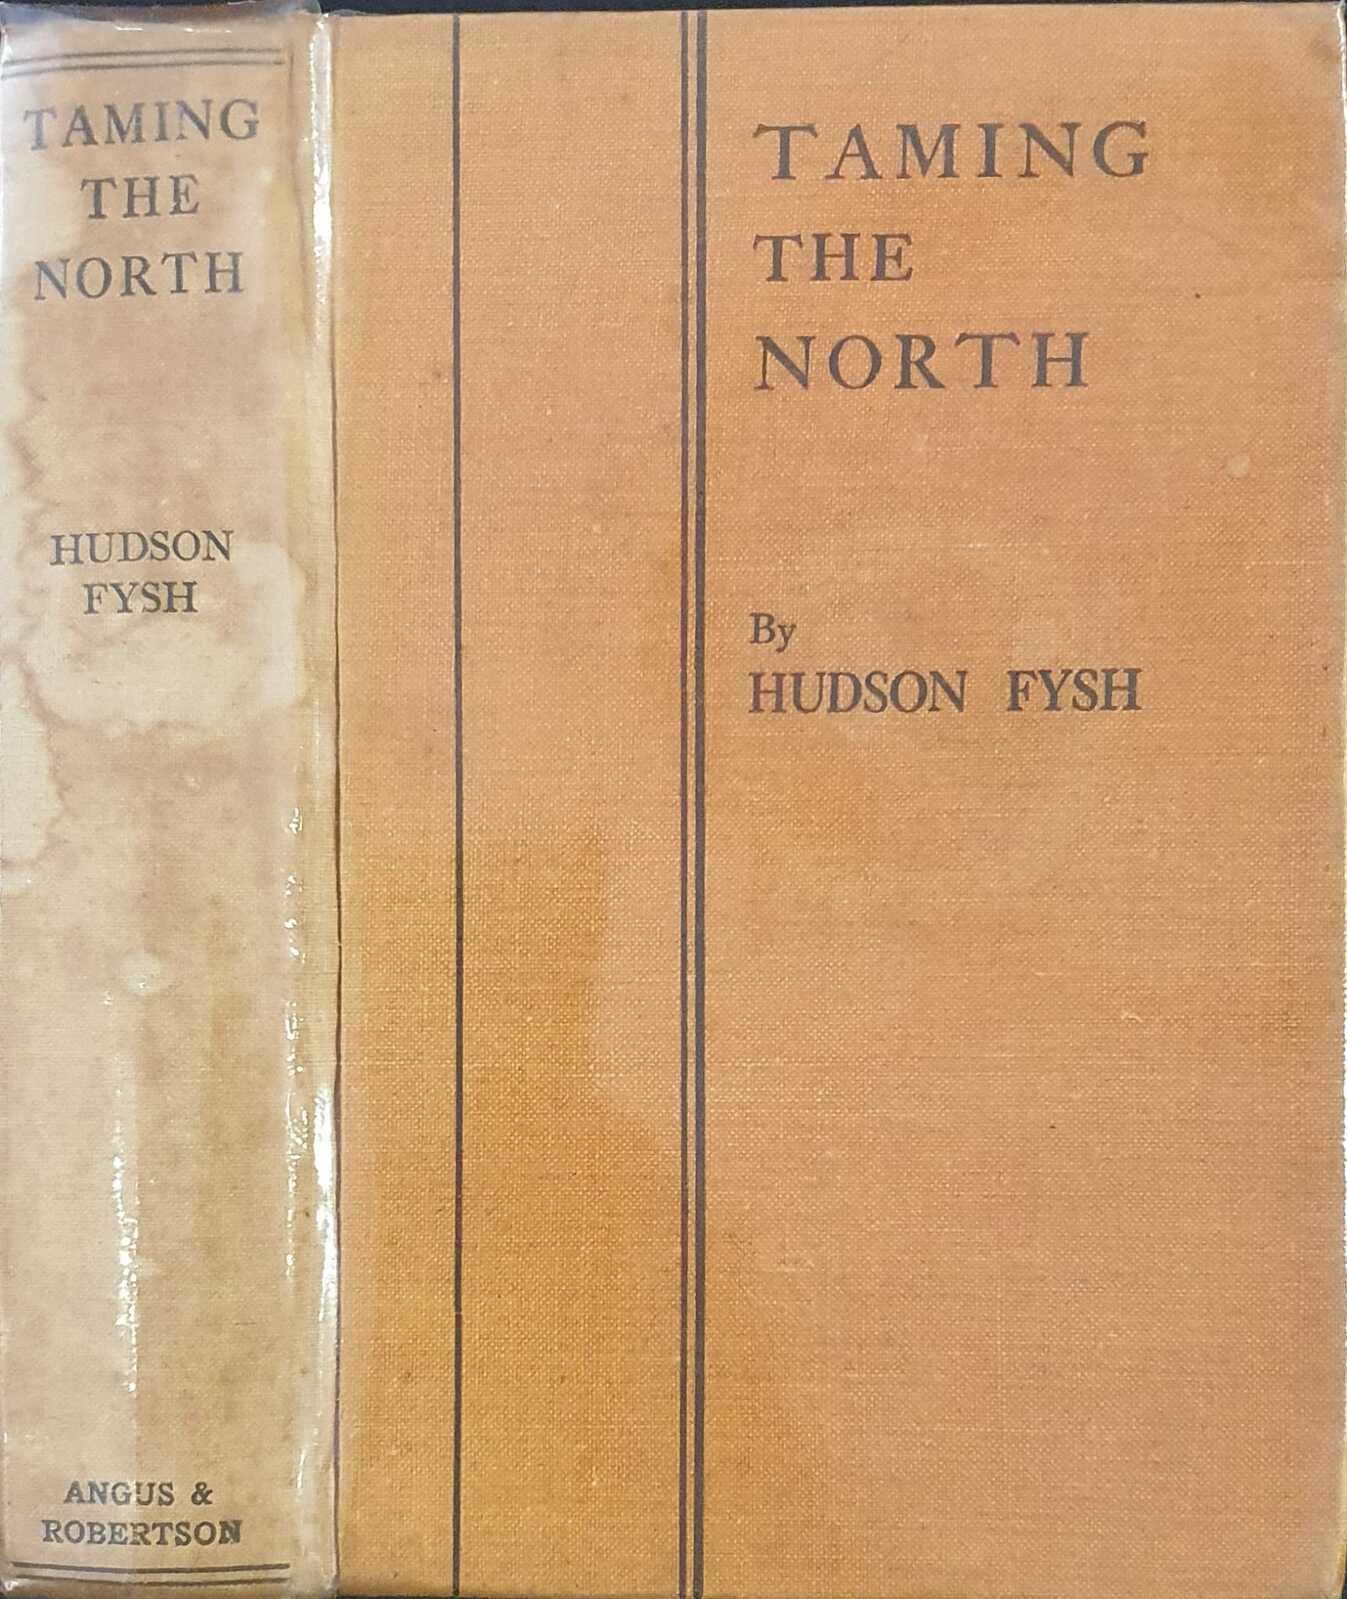 TAMING
THE
NORTH
HUDSON
FYSH
ANGUS &
ROBERTSON
TAMING
THE
NORTH
By
HUDSON FYSH